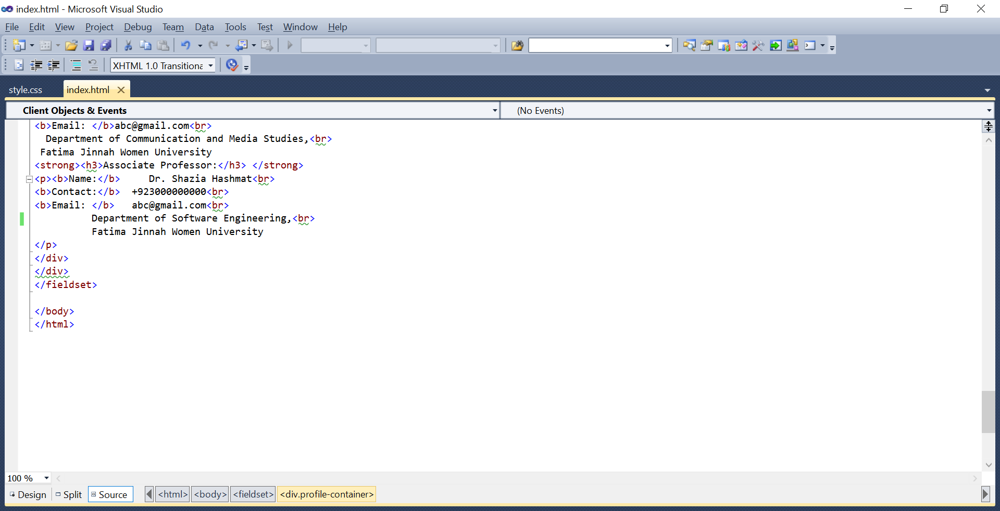 index.html - Microsoft Visual Studio
File Edit View Project Debug Team Data Tools Test Window Help
XHTML 1.0 Transitiona
style.css index.html
Client Objects & Events (No Events)
<b>Email: </b>abc@gmail.com<br>
Department of Communication and Media Studies,<br>
Fatima Jinnah Women University
<strong><h3>Associate Professor:</h3> </strong>
<p><b>Name:</b> Dr. Shazia Hashmat<br>
<b>Contact:</b> +923000000000<br>
<b>Email: </b> abc@gmail.com<br>
Department of Software Engineering,<br>
Fatima Jinnah Women University
</p>
</div>
</div>
</fieldset>
</body>
</html>
100 %
Design Split Source <html> <body> <fieldset> <div.profile-container>